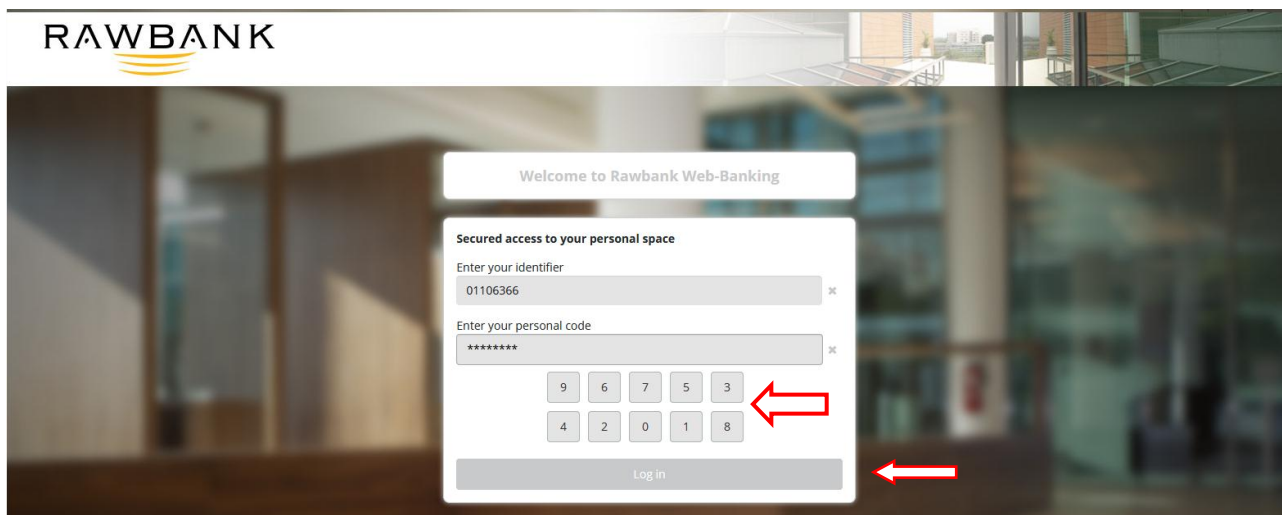 RAWBANK
Welcome to Rawbank Web-Banking
Secured access to your personal space
Enter your identifier
01106366
Enter your personal code
********
9 6 7 5 3
4 2 0 1 8
Log in